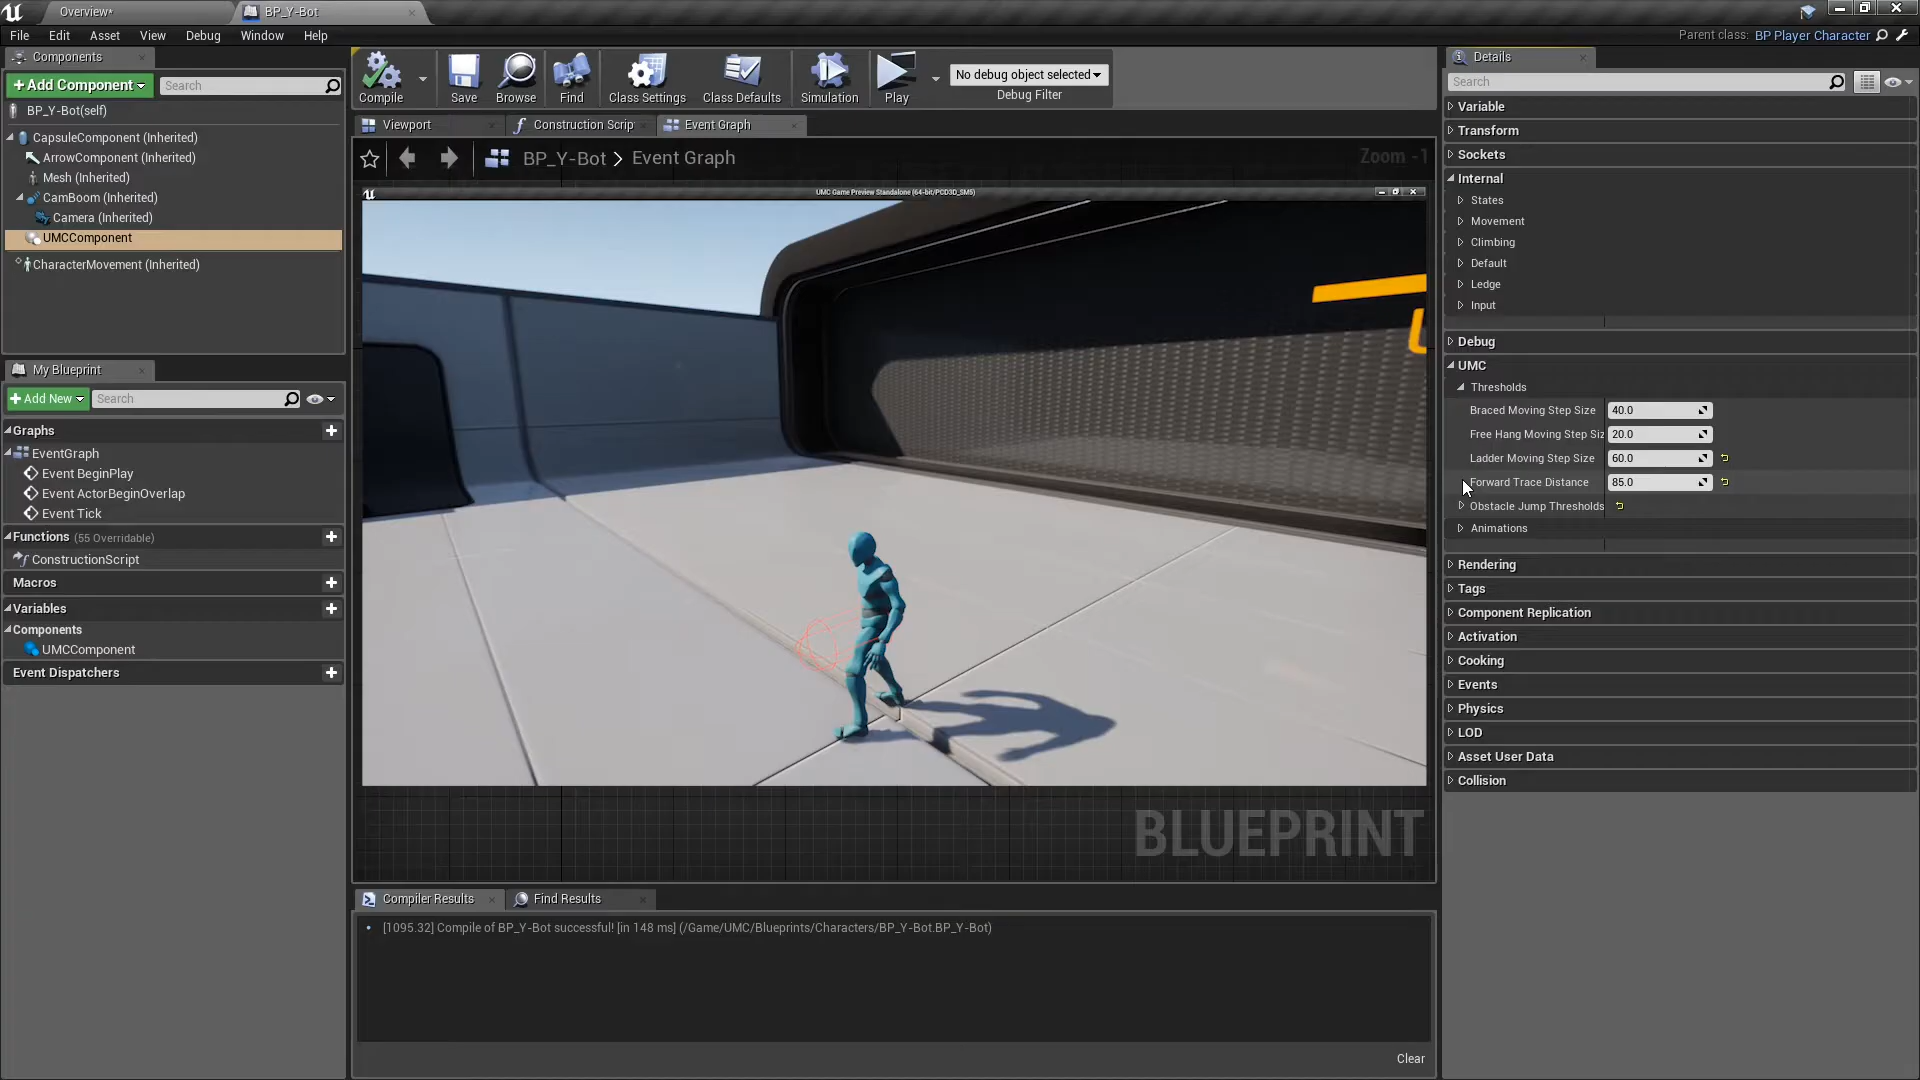 Overview*
BP_Y-Bot
File Edit Asset View Debug Window Help
Parent class: BP Player Character
Components
+Add Component
Search
BP_Y-Bot(self)
CapsuleComponent (Inherited)
ArrowComponent (Inherited)
Mesh (Inherited)
CamBoom (Inherited)
Camera (Inherited)
UMCComponent
CharacterMovement (Inherited)
My Blueprint
+Add New
Search
Graphs
EventGraph
Event BeginPlay
Event ActorBeginOverlap
Event Tick
Functions (55 Overridable)
ConstructionScript
Macros
Variables
Components
UMCComponent
Event Dispatchers
Compile
Save
Browse
Find
Class Settings
Class Defaults
Simulation
Play
No debug object selected
Debug Filter
Viewport
Construction Scrip
Event Graph
BP_Y-Bot > Event Graph
Zoom -1
UMC Game Preview Standalone (64-bit/PCD3D_SM5)
BLUEPRINT
Compiler Results
Find Results
[1095.32] Compile of BP_Y-Bot successful! [in 148 ms] (/Game/UMC/Blueprints/Characters/BP_Y-Bot.BP_Y-Bot)
Clear
Details
Search
Variable
Transform
Sockets
Internal
States
Movement
Climbing
Default
Ledge
Input
Debug
UMC
Thresholds
Braced Moving Step Size 40.0
Free Hang Moving Step Siz 20.0
Ladder Moving Step Size 60.0
Forward Trace Distance 85.0
Obstacle Jump Thresholds
Animations
Rendering
Tags
Component Replication
Activation
Cooking
Events
Physics
LOD
Asset User Data
Collision